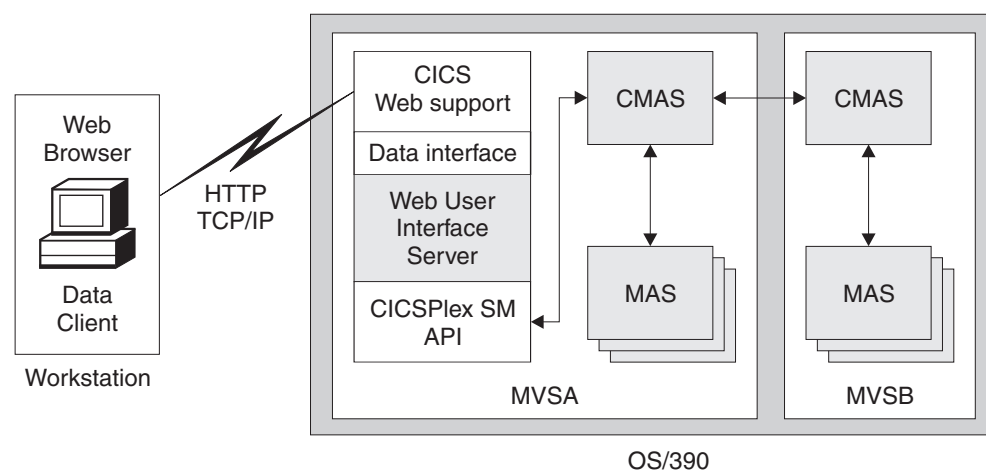 Web
Browser
Data
Client
Workstation
HTTP
TCP/IP
CICS
Web support
Data interface
Web User
Interface
Server
CICSPlex SM
API
CMAS
MAS
MVSA
CMAS
MAS
MVSB
OS/390